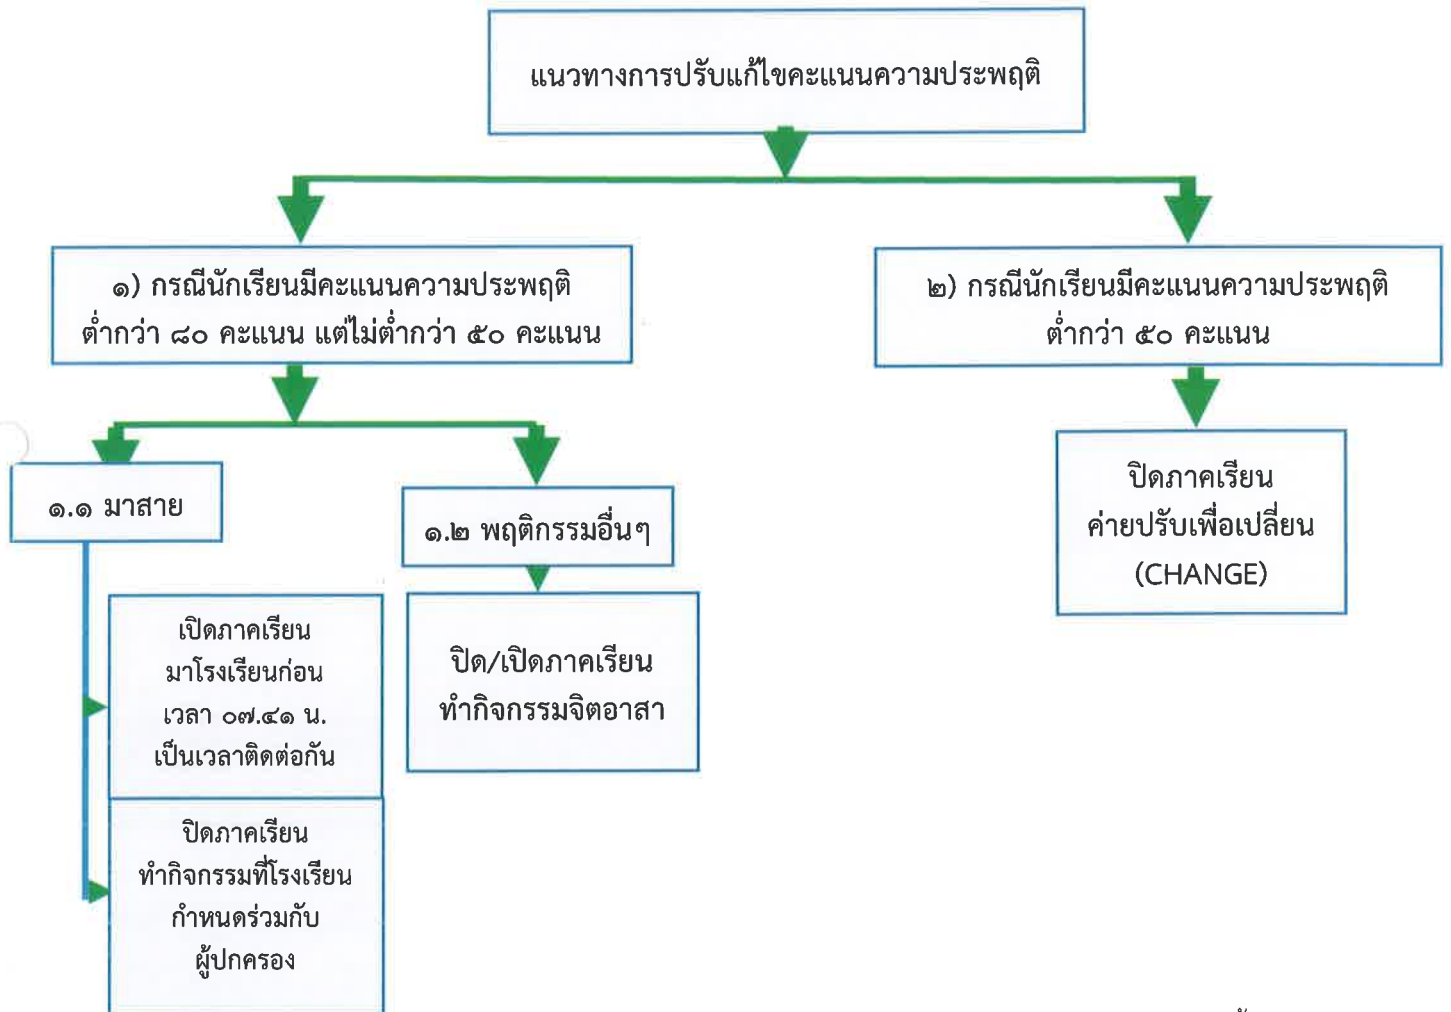 แนวทางการปรับแก้ไขคะแนนความประพฤติ
๑) กรณีนักเรียนมีคะแนนความประพฤติ
ต่ำกว่า ๘๐ คะแนน แต่ไม่ต่ำกว่า ๕๐ คะแนน
๑.๑ มาสาย
เปิดภาคเรียน
มาโรงเรียนก่อน
เวลา ๐๗.๔๑ น.
เป็นเวลาติดต่อกัน
ปิดภาคเรียน
ทำกิจกรรมที่โรงเรียน
กำหนดร่วมกับ
ผู้ปกครอง
๑.๒ พฤติกรรมอื่นๆ
ปิด/เปิดภาคเรียน
ทำกิจกรรมจิตอาสา
๒) กรณีนักเรียนมีคะแนนความประพฤติ
ต่ำกว่า ๕๐ คะแนน
ปิดภาคเรียน
ค่ายปรับเพื่อเปลี่ยน
(CHANGE)